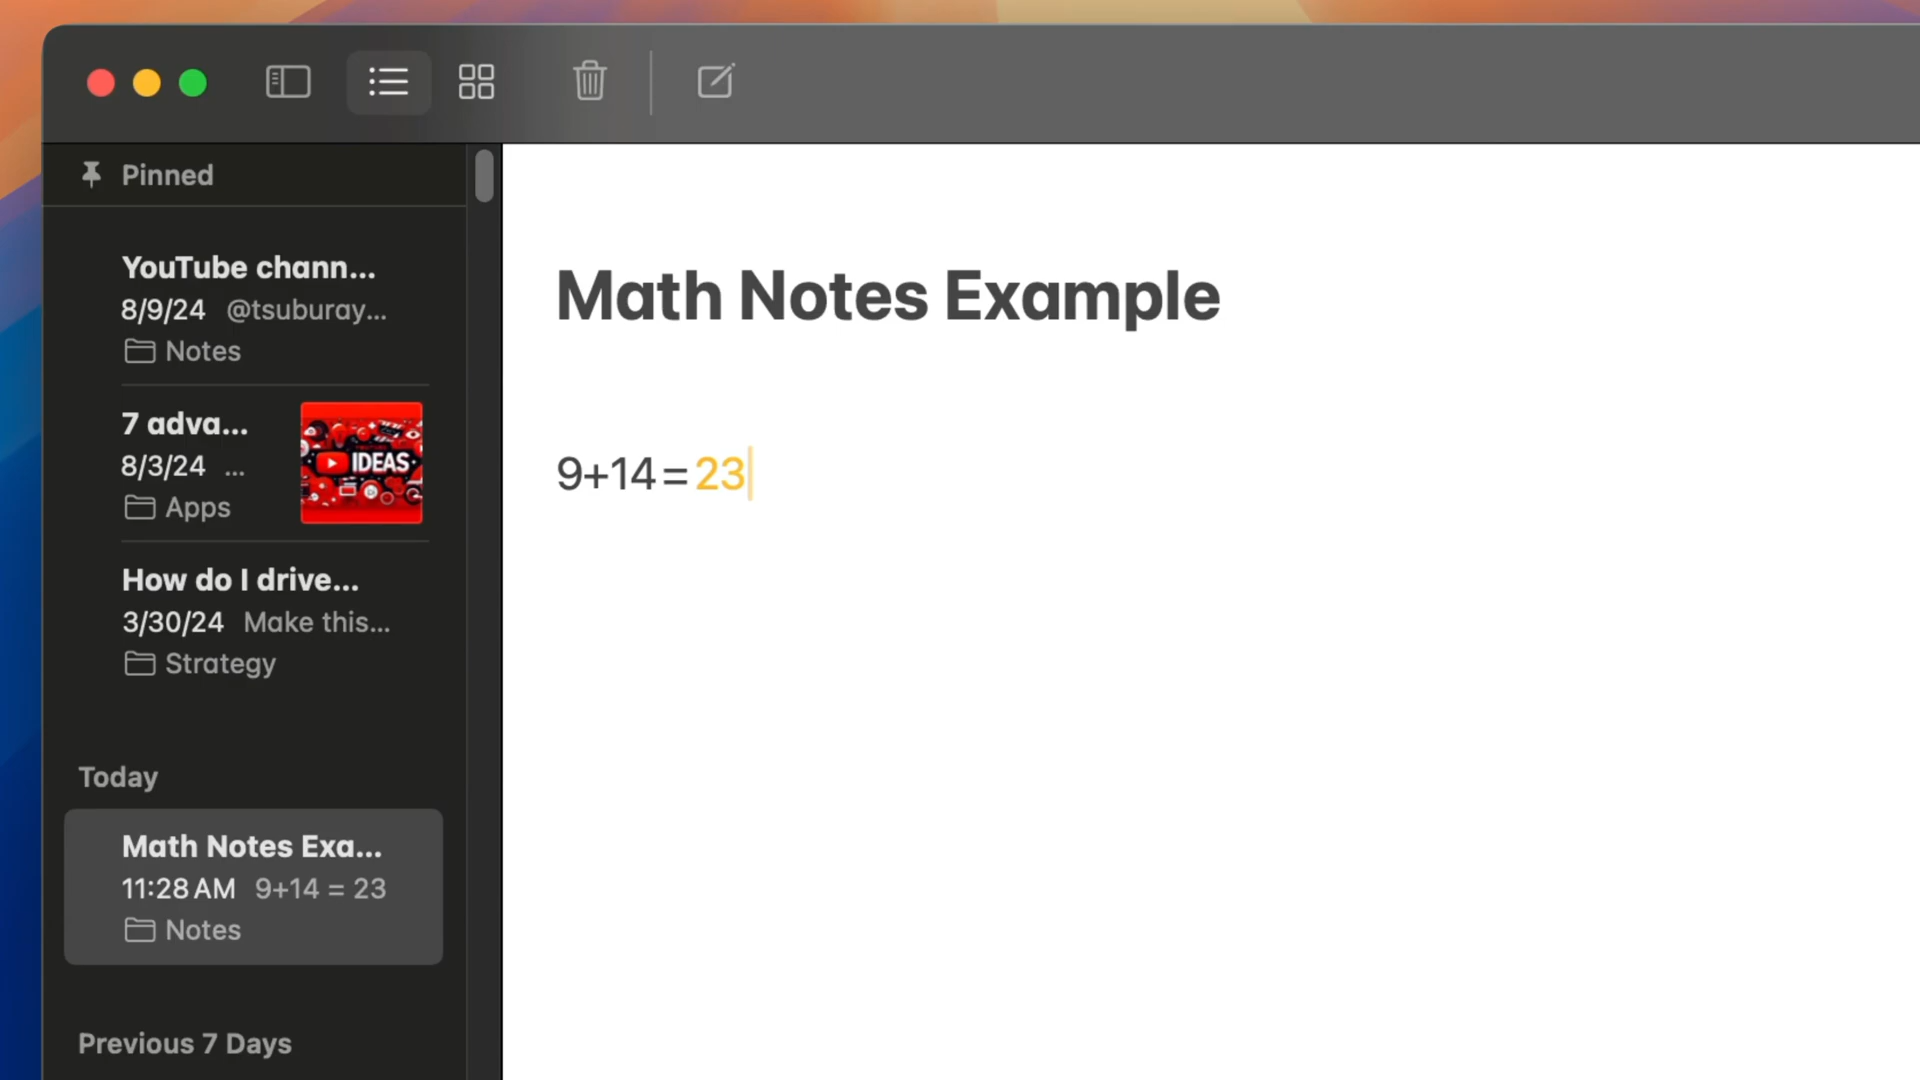 Pinned
YouTube chann...
8/9/24 @tsuburay...
Notes
7 adva...
8/3/24 ...
Apps
IDEAS
How do I drive...
3/30/24 Make this...
Strategy
Today
Math Notes Exa...
11:28 AM 9+14 = 23
Notes
Previous 7 Days
Math Notes Example
9+14=23